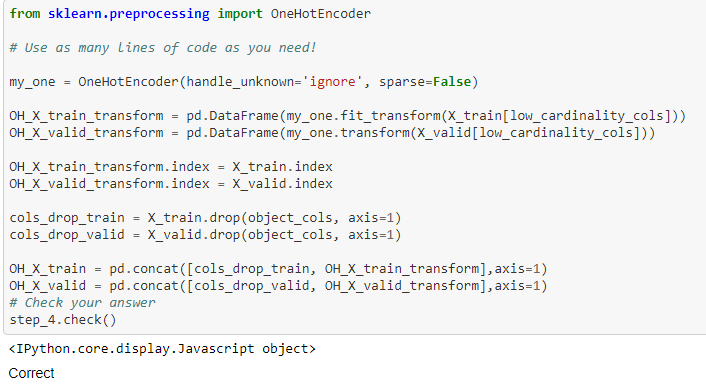 from sklearn.preprocessing import OneHotEncoder
# Use as many lines of code as you need!
my_one = OneHotEncoder(handle_unknown='ignore', sparse=False)
OH_X_train_transform = pd.DataFrame(my_one.fit_transform(X_train[low_cardinality_cols]))
OH_X_valid_transform = pd.DataFrame(my_one.transform(X_valid[low_cardinality_cols]))
OH_X_train_transform.index = X_train.index
OH_X_valid_transform.index = X_valid.index
cols_drop_train = X_train.drop(object_cols, axis=1)
cols_drop_valid = X_valid.drop(object_cols, axis=1)
OH_X_train = pd.concat([cols_drop_train, OH_X_train_transform],axis=1)
OH_X_valid = pd.concat([cols_drop_valid, OH_X_valid_transform],axis=1)
# Check your answer
step_4.check()
<IPython.core.display.Javascript object>
Correct